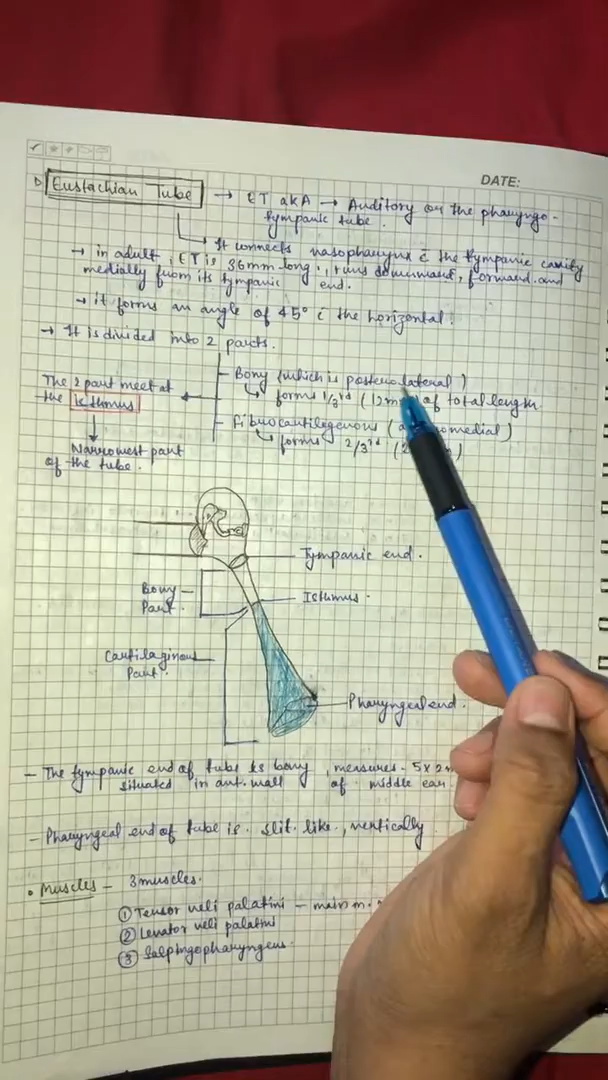 DATE:
Eustachian Tube → ET aka → Auditory or the pharyngo-
tympanic tube.
It connects nasopharynx c̄ the tympanic cavity
→ in adult, ET is 36mm long, runs downward, forward and
medially from its tympanic end.
→ it forms an angle of 45° c̄ the horizontal.
→ It is divided into 2 parts.
Bony (which is posterolateral)
forms 1/3rd (12m of total length.
The 2 part meet at
the isthmus
Fibrocartilagenous (a omedial)
forms 2/3rd (2 )
Narrowest part
of the tube.
Tympanic end.
Bony
Part.
Isthmus.
Cartilaginous
Part.
Pharyngeal end.
- The tympanic end of tube is bony, measures - 5x2
situated in ant. wall of middle ear.
- Pharyngeal end of tube is slit like, vertically
• Muscles - 3 muscles.
① Tensor veli palatini - main m.
② Levator veli palatini
③ Salpingopharyngeus.